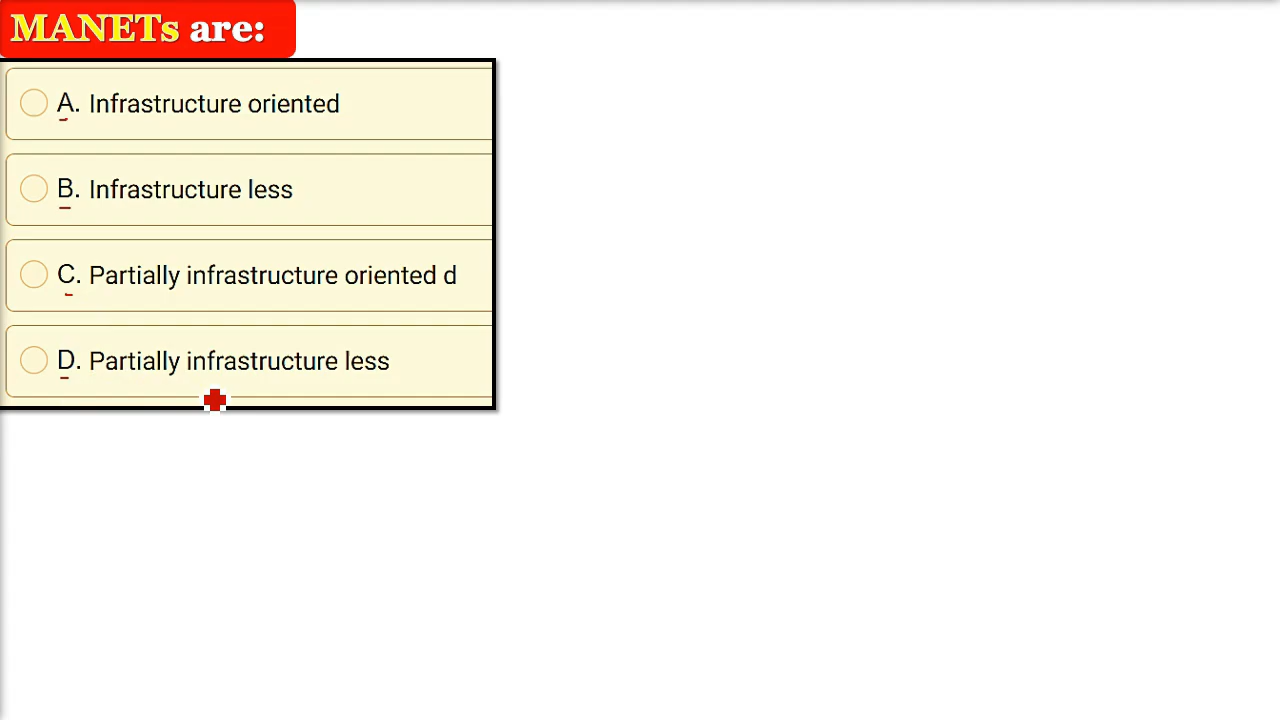 MANETs are:
A. Infrastructure oriented
B. Infrastructure less
C. Partially infrastructure oriented d
D. Partially infrastructure less